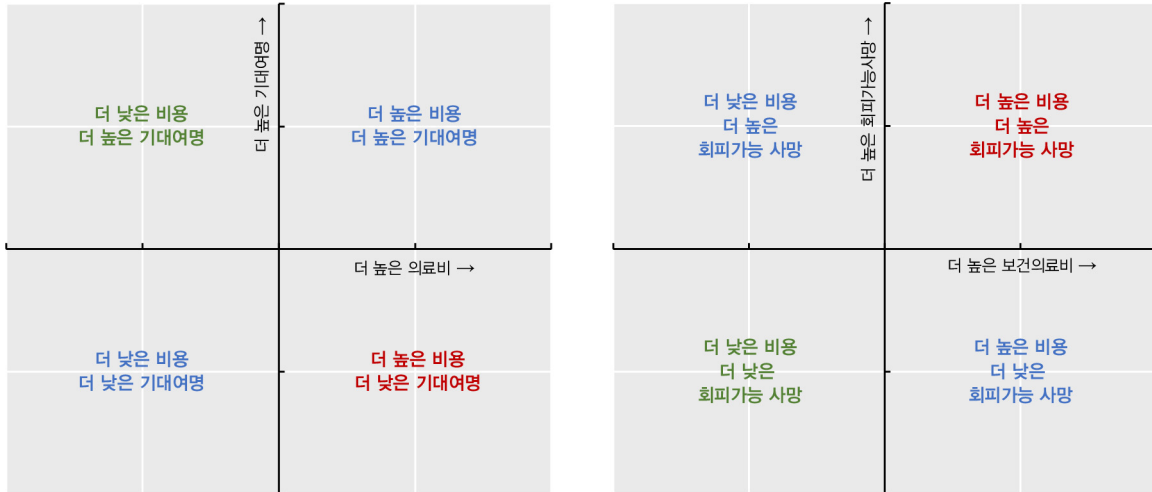 더 높은 기대여명 →
더 낮은 비용
더 높은 기대여명
더 높은 비용
더 높은 기대여명
더 높은 의료비 →
더 낮은 비용
더 낮은 기대여명
더 높은 비용
더 낮은 기대여명
더 높은 회피가능사망 →
더 낮은 비용
더 높은
회피가능 사망
더 높은 비용
더 높은
회피가능 사망
더 높은 보건의료비 →
더 낮은 비용
더 낮은
회피가능 사망
더 높은 비용
더 낮은
회피가능 사망